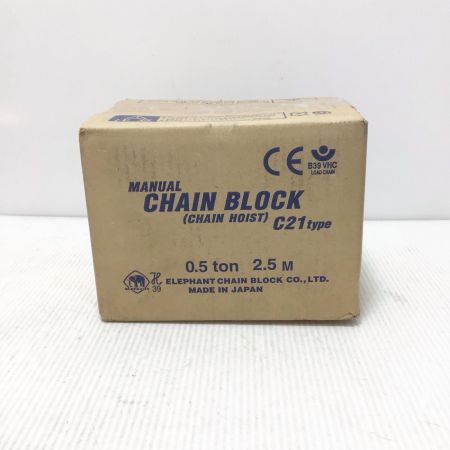 CE
B39 VHC
LOAD CHAIN
MANUAL
CHAIN BLOCK
(CHAIN HOIST) C21 type
0.5 ton 2.5 M
H
39
ELEPHANT CHAIN BLOCK CO., LTD.
MADE IN JAPAN